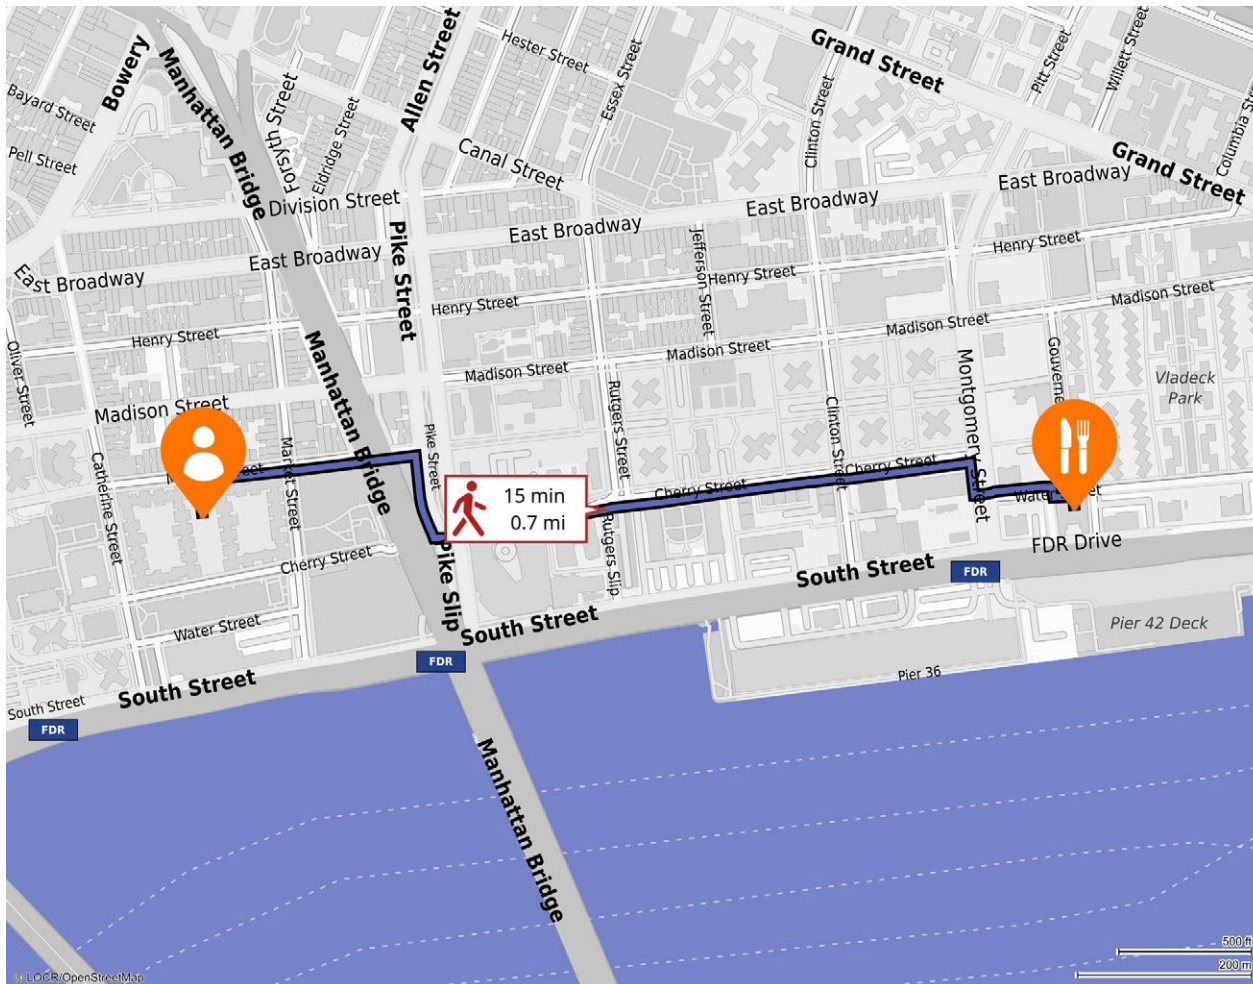 Bowery
Manhattan Bridge
Allen Street
Hester Street
Essex Street
Grand Street
Clinton Street
Pitt Street
Willett Street
Bayard Street
Pell Street
Forsyth Street
Eldridge Street
Canal Street
Grand Street
Columbia
Division Street
East Broadway
East Broadway
East Broadway
East Broadway
East Broadway
Pike Street
Jefferson Street
Henry Street
Henry Street
Henry Street
Henry Street
Madison Street
Madison Street
Madison Street
Madison Street
Madison Street
Oliver Street
Manhattan Bridge
Montgomery Street
Vladeck
Park
Rutgers Street
Clinton Street
Catherine Street
Market Street
Pike Street
Cherry Street
Cherry Street
15 min
0.7 mi
Rutgers Slip
Cherry Street
FDR Drive
South Street
FDR
Pike Slip
Water Street
South Street
Pier 42 Deck
FDR
Pier 36
South Street
South Street
FDR
Manhattan Bridge
500 ft
200 m
© LOCR/OpenStreetMap